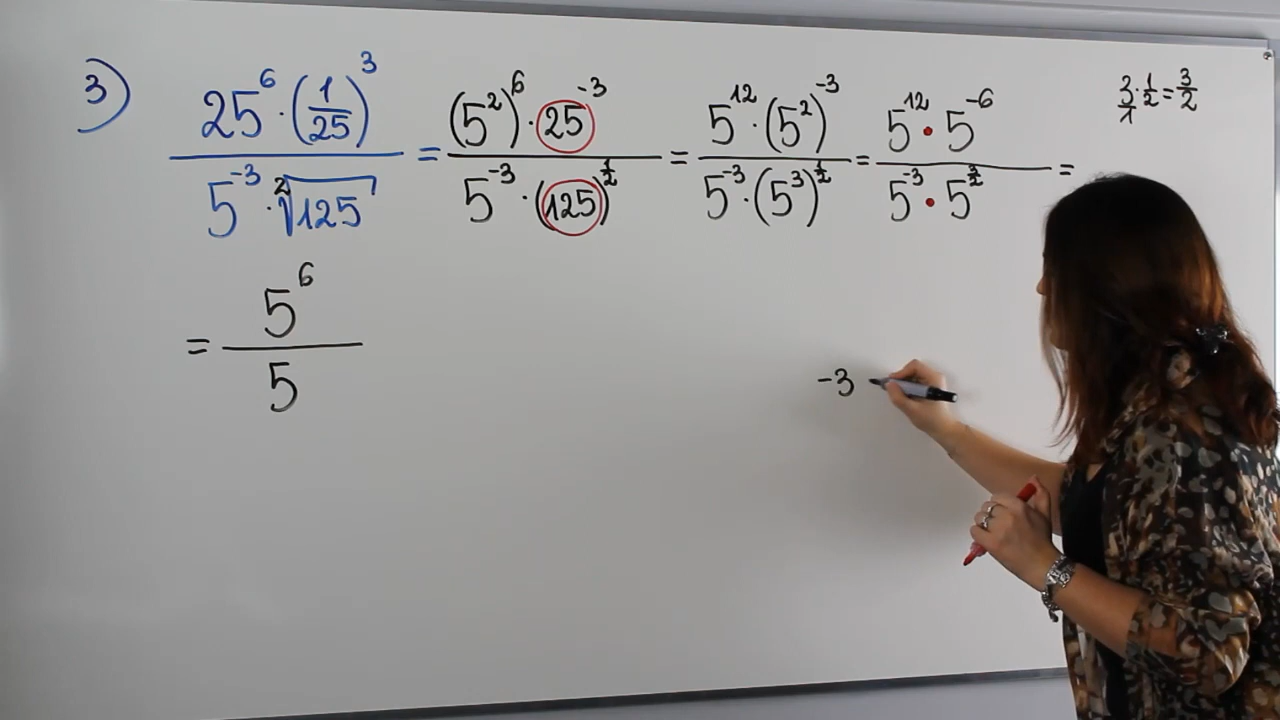 3) (25^6 · (1/25)^3) / (5^-3 · ²√125) = ((5^2)^6 · 25^-3) / (5^-3 · (125)^1/2) = (5^12 · (5^2)^-3) / (5^-3 · (5^3)^1/2) = (5^12 · 5^-6) / (5^-3 · 5^3/2) =
3/1 · 1/2 = 3/2
= 5^6 / 5
-3